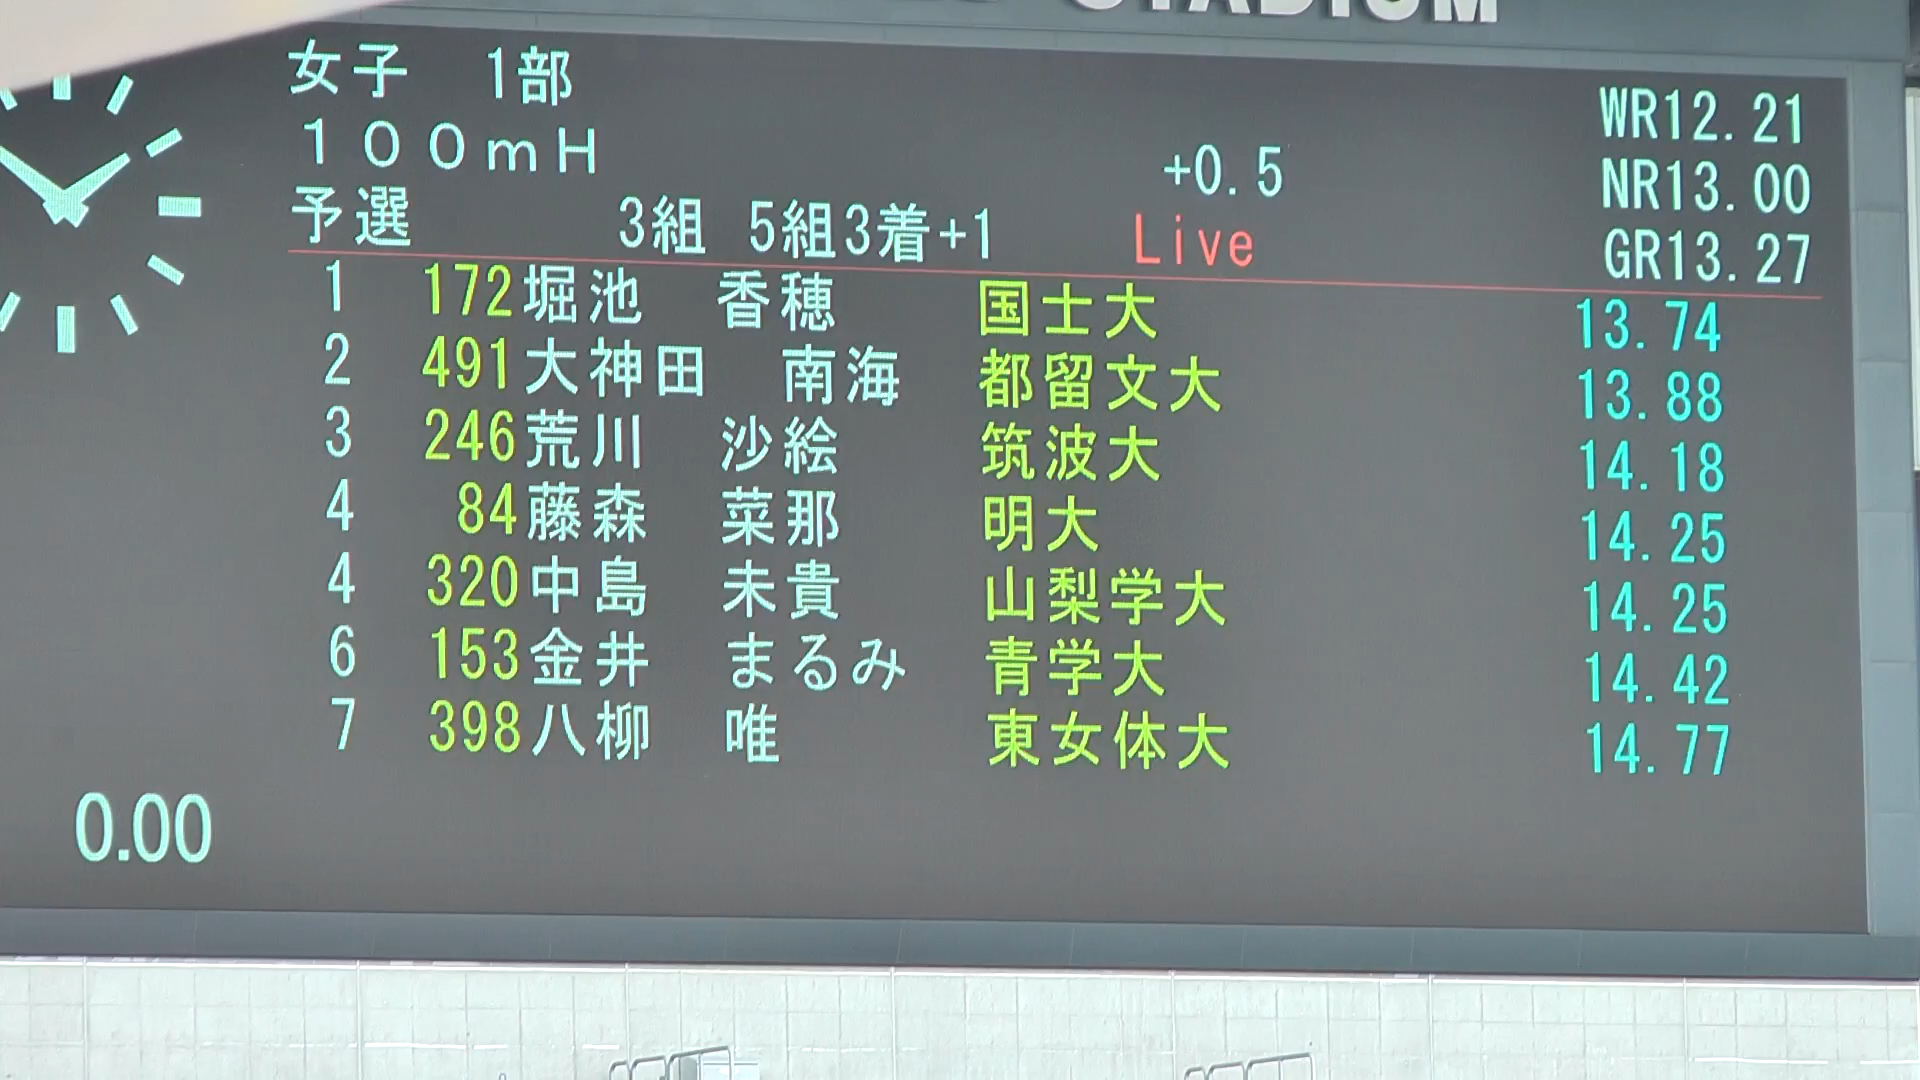 STADIUM
女子 1部
100mH
+0.5
WR12.21
NR13.00
予選 3組 5組3着+1 Live GR13.27
1 172 堀池 香穂 国士大 13.74
2 491 大神田 南海 都留文大 13.88
3 246 荒川 沙絵 筑波大 14.18
4 84 藤森 菜那 明大 14.25
4 320 中島 未貴 山梨学大 14.25
6 153 金井 まるみ 青学大 14.42
7 398 八柳 唯 東女体大 14.77
0.00